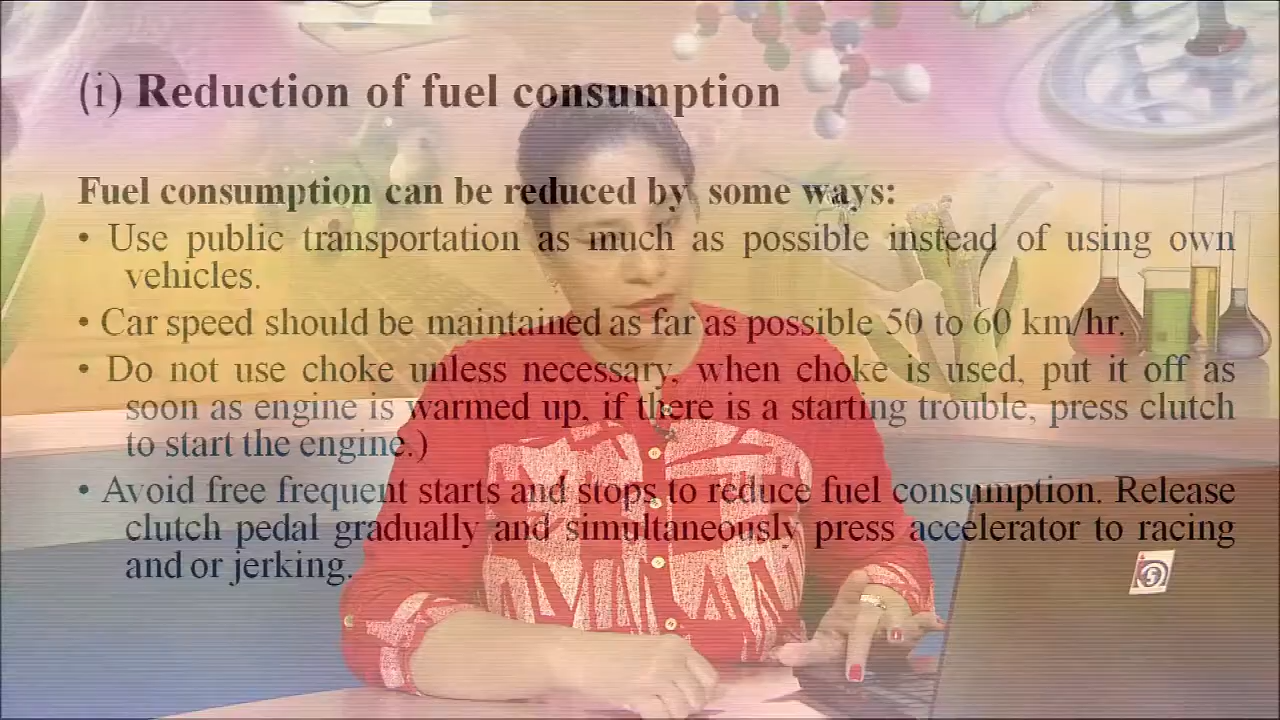 (i) Reduction of fuel consumption
Fuel consumption can be reduced by some ways:
• Use public transportation as much as possible instead of using own
vehicles.
• Car speed should be maintained as far as possible 50 to 60 km/hr.
• Do not use choke unless necessary, when choke is used, put it off as
soon as engine is warmed up, if there is a starting trouble, press clutch
to start the engine.)
• Avoid free frequent starts and stops to reduce fuel consumption. Release
clutch pedal gradually and simultaneously press accelerator to racing
and or jerking.